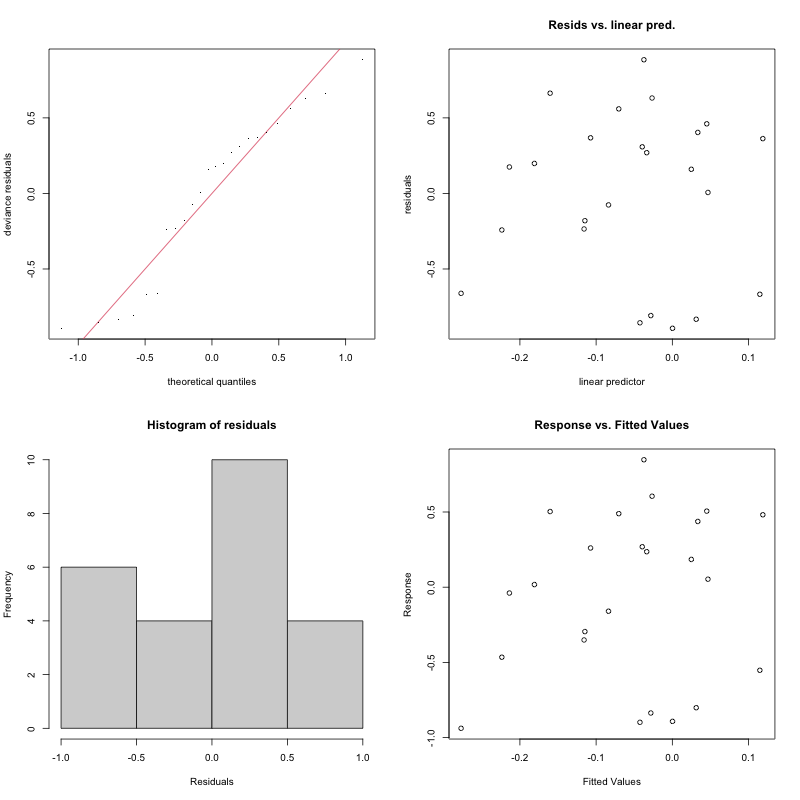 0.5
0.0
-0.5
deviance residuals
-1.0 -0.5 0.0 0.5 1.0
theoretical quantiles
Resids vs. linear pred.
0.5
0.0
-0.5
residuals
-0.2 -0.1 0.0 0.1
linear predictor
Histogram of residuals
10
8
6
4
2
0
Frequency
-1.0 -0.5 0.0 0.5 1.0
Residuals
Response vs. Fitted Values
0.5
0.0
-0.5
-1.0
Response
-0.2 -0.1 0.0 0.1
Fitted Values